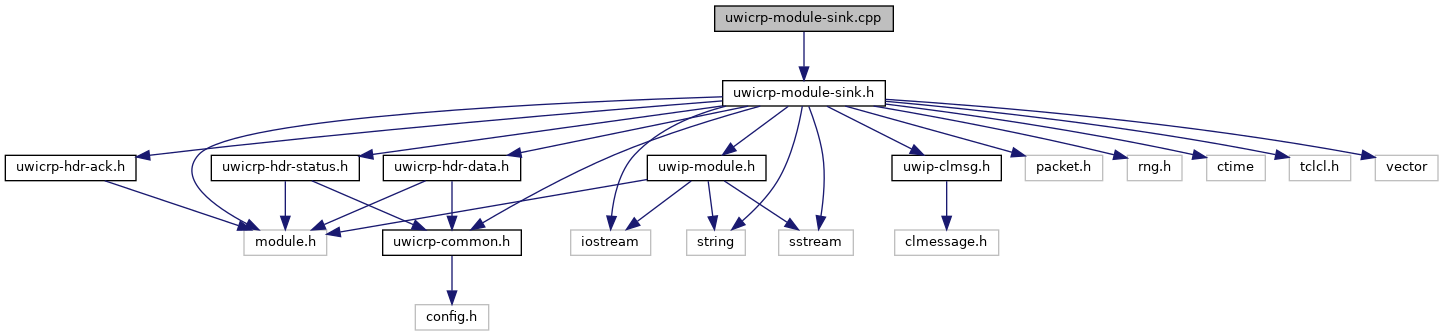 uwicrp-module-sink.cpp
uwicrp-module-sink.h
uwicrp-hdr-ack.h
uwicrp-hdr-status.h
uwicrp-hdr-data.h
uwip-module.h
uwip-clmsg.h
packet.h
rng.h
ctime
tclcl.h
vector
module.h
uwicrp-common.h
iostream
string
sstream
clmessage.h
config.h